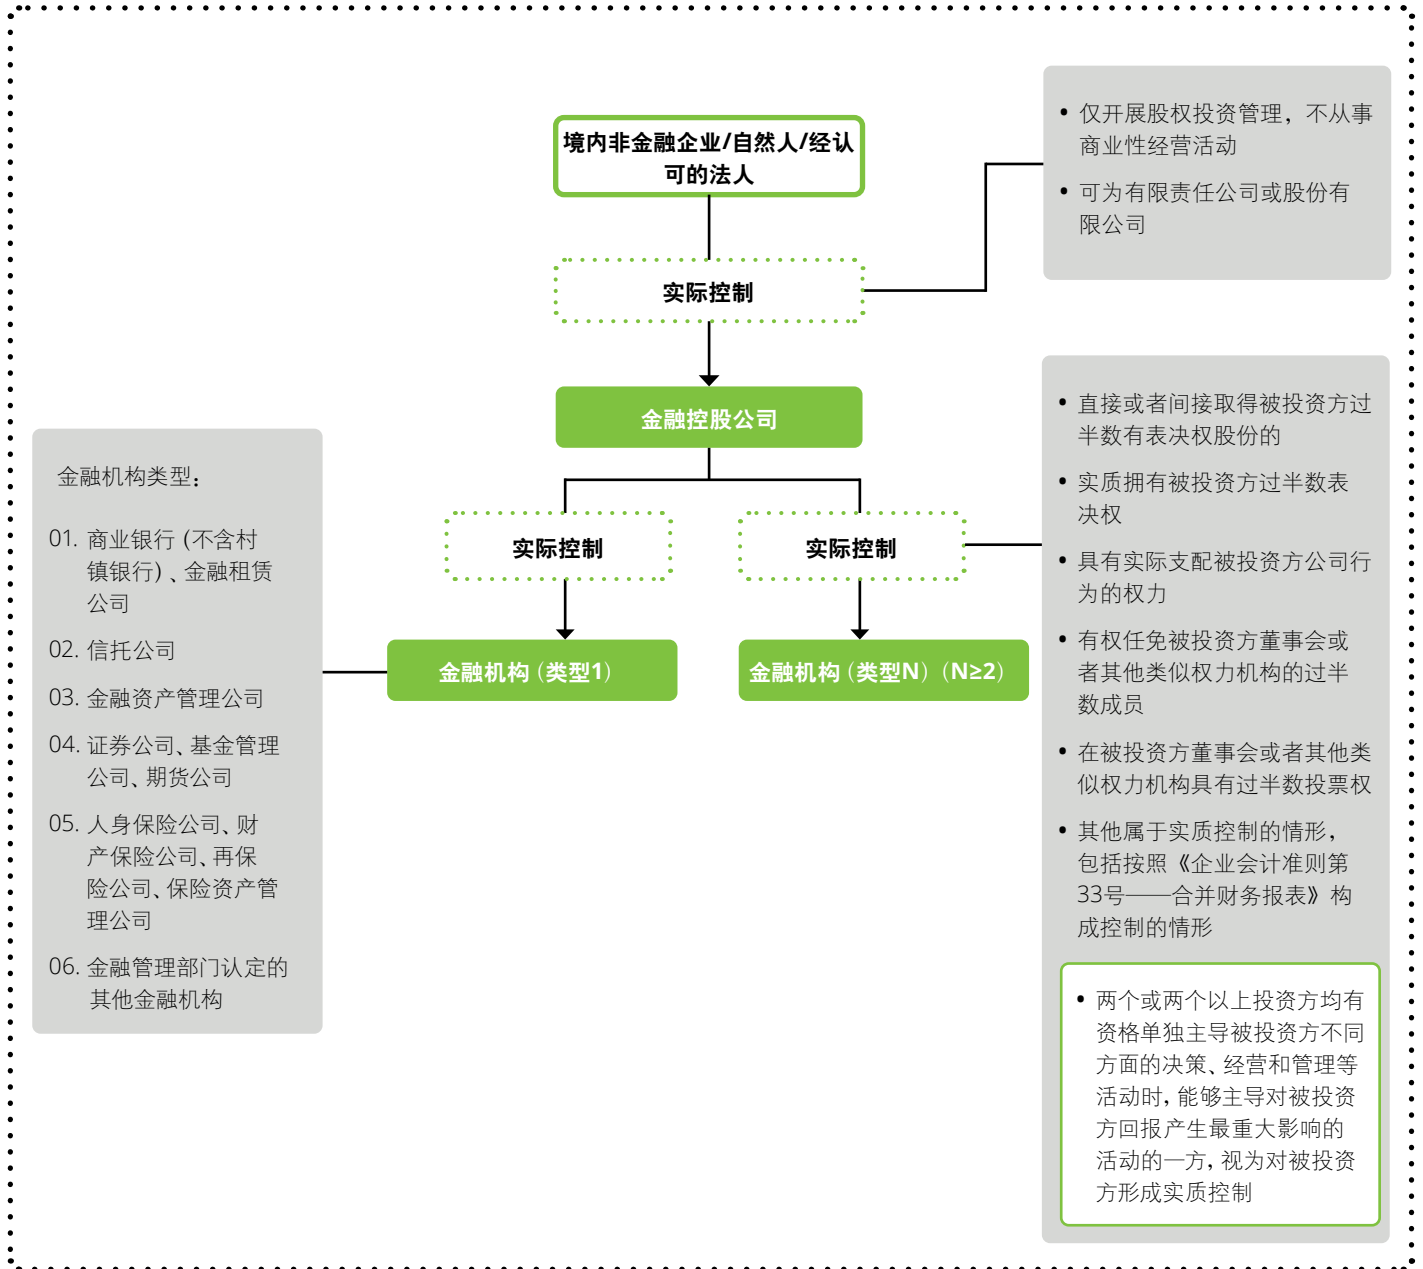 境内非金融企业/自然人/经认
可的法人
实际控制
• 仅开展股权投资管理，不从事
商业性经营活动
• 可为有限责任公司或股份有
限公司
金融控股公司
实际控制
实际控制
金融机构（类型1）
金融机构（类型N）（N≥2）
金融机构类型：
01. 商业银行（不含村
镇银行）、金融租赁
公司
02. 信托公司
03. 金融资产管理公司
04. 证券公司、基金管理
公司、期货公司
05. 人身保险公司、财
产保险公司、再保
险公司、保险资产管
理公司
06. 金融管理部门认定的
其他金融机构
• 直接或者间接取得被投资方过
半数有表决权股份的
• 实质拥有被投资方过半数表
决权
• 具有实际支配被投资方公司行
为的权力
• 有权任免被投资方董事会或
者其他类似权力机构的过半
数成员
• 在被投资方董事会或者其他类
似权力机构具有过半数投票权
• 其他属于实质控制的情形，
包括按照《企业会计准则第
33号——合并财务报表》构
成控制的情形
• 两个或两个以上投资方均有
资格单独主导被投资方不同
方面的决策、经营和管理等
活动时，能够主导对被投资
方回报产生最重大影响的
活动的一方，视为对被投资
方形成实质控制